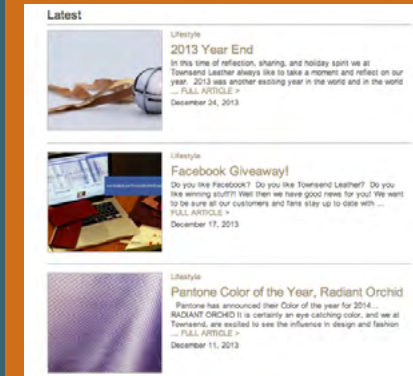 Latest
Lifestyle
2013 Year End
In this time of reflection, sharing, and holiday spirit we at
Townsend Leather always like to take a moment and reflect on our
year. 2013 was another exciting year in the world and in the world
... FULL ARTICLE >
December 24, 2013
Lifestyle
Facebook Giveaway!
Do you like Facebook? Do you like Townsend Leather? Do you
like winning stuff?! Well then we have good news for you! We want
to be sure all our customers and fans stay up to date with ...
FULL ARTICLE >
December 17, 2013
Lifestyle
Pantone Color of the Year, Radiant Orchid
Pantone has announced their Color of the year for 2014...
RADIANT ORCHID It is certainly an eye catching color, and we at
Townsend, are excited to see the influence in design and fashion
... FULL ARTICLE >
December 11, 2013